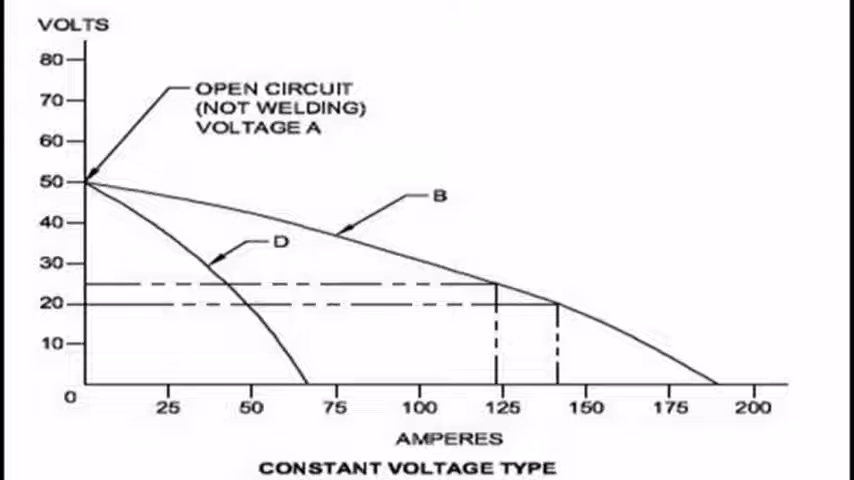 VOLTS
80
70
OPEN CIRCUIT
(NOT WELDING)
VOLTAGE A
60
50
B
40
D
30
20
10
0
25 50 75 100 125 150 175 200
AMPERES
CONSTANT VOLTAGE TYPE